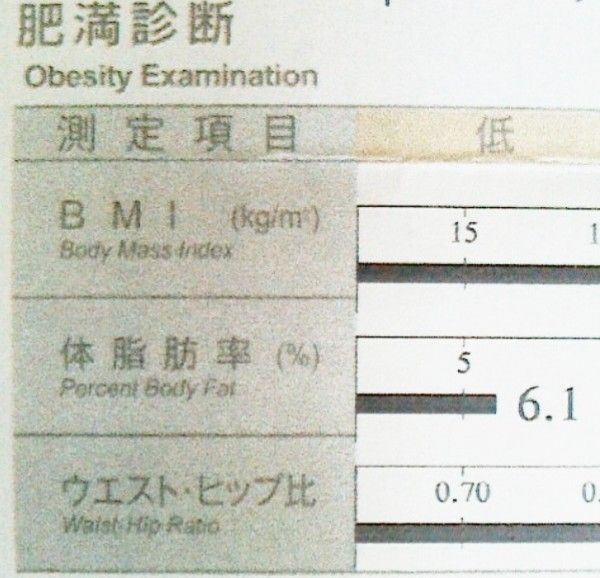 肥満診断
Obesity Examination
測定項目 低
BMI (kg/m²)
Body Mass Index
15
体脂肪率 (%)
Percent Body Fat
5
6.1
ウエスト·ヒップ比
Waist-Hip Ratio
0.70